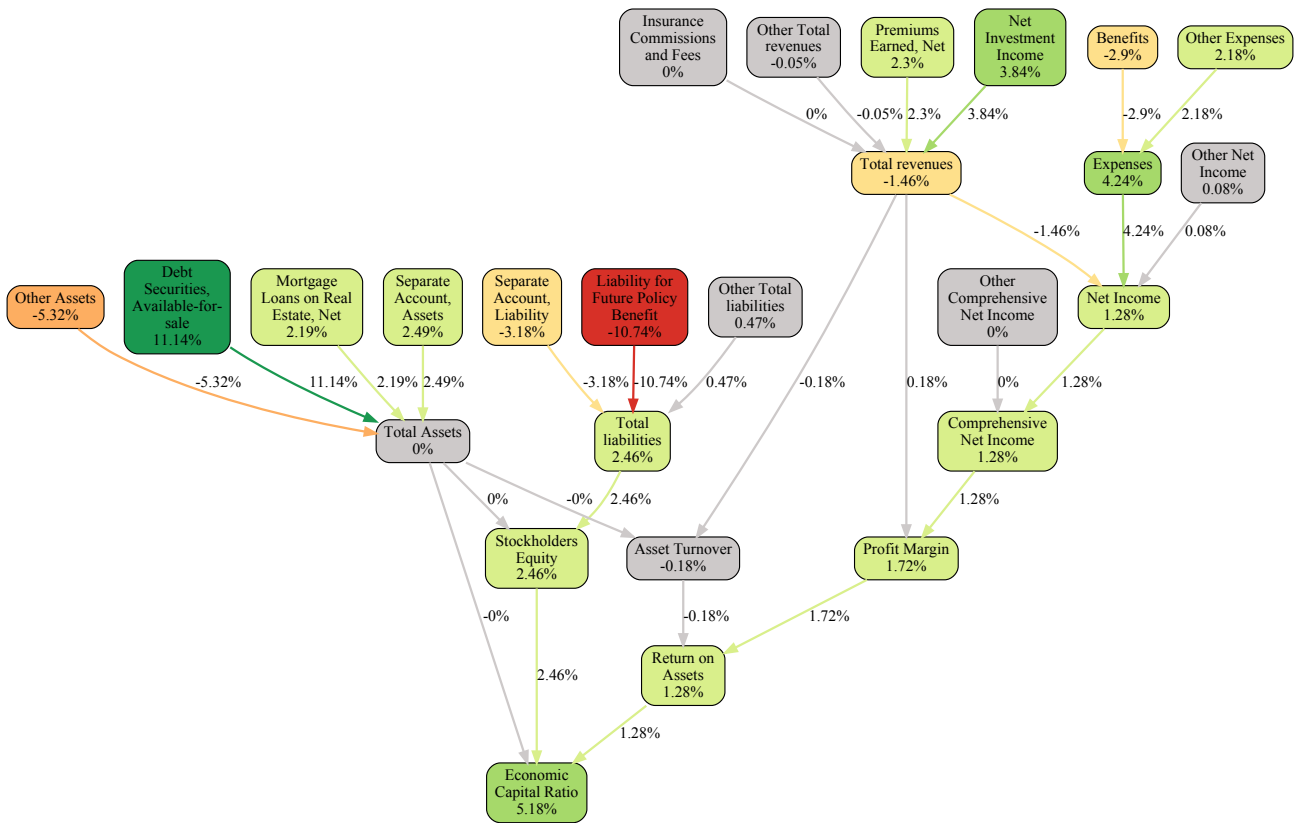 Insurance
Commissions
and Fees
0%
Other Total
revenues
-0.05%
Premiums
Earned, Net
2.3%
Net
Investment
Income
3.84%
Benefits
-2.9%
Other Expenses
2.18%
0%
-0.05%
2.3%
3.84%
-2.9%
2.18%
Total revenues
-1.46%
Expenses
4.24%
Other Net
Income
0.08%
-1.46%
4.24%
0.08%
Other Assets
-5.32%
Debt
Securities,
Available-for-
sale
11.14%
Mortgage
Loans on Real
Estate, Net
2.19%
Separate
Account,
Assets
2.49%
Separate
Account,
Liability
-3.18%
Liability for
Future Policy
Benefit
-10.74%
Other Total
liabilities
0.47%
Other
Comprehensive
Net Income
0%
Net Income
1.28%
-5.32%
11.14%
2.19%
2.49%
-3.18%
-10.74%
0.47%
-0.18%
0.18%
0%
1.28%
Total Assets
0%
Total
liabilities
2.46%
Comprehensive
Net Income
1.28%
0%
-0%
2.46%
1.28%
Stockholders
Equity
2.46%
Asset Turnover
-0.18%
Profit Margin
1.72%
-0%
-0.18%
1.72%
2.46%
Return on
Assets
1.28%
1.28%
Economic
Capital Ratio
5.18%